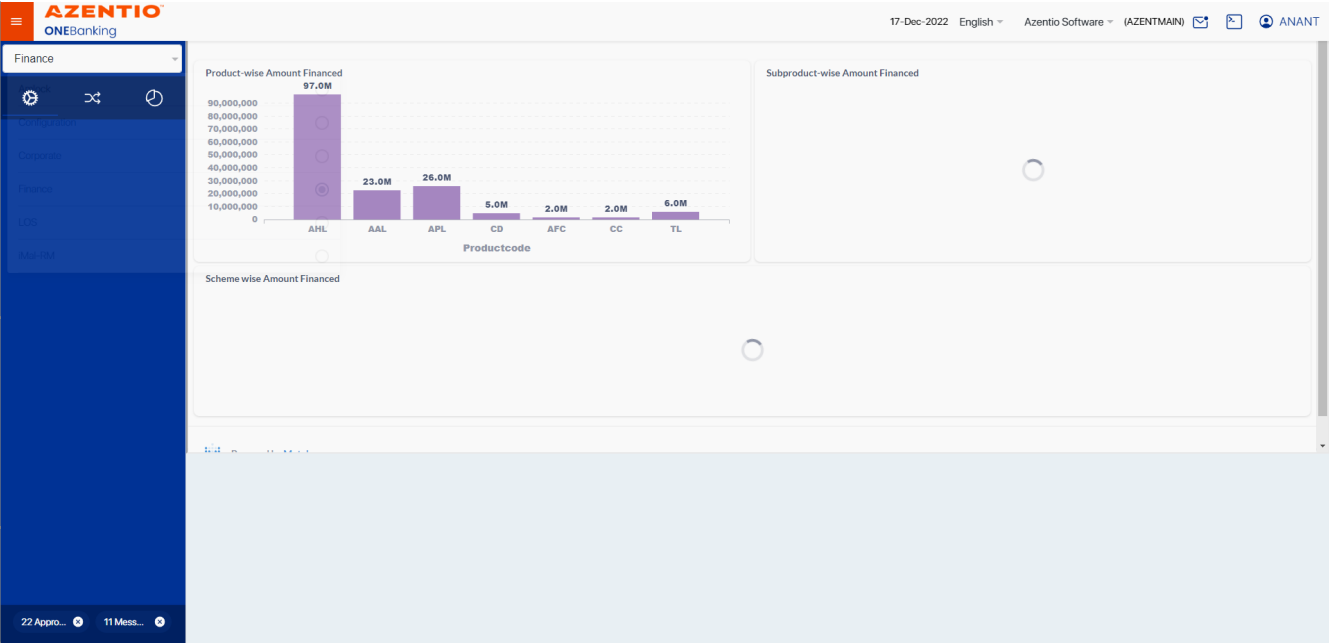 AZENTIO
ONEBanking
17-Dec-2022 English Azentio Software (AZENTMAIN) ANANT
Finance
Configuration
Corporate
Finance
LOS
Product-wise Amount Financed
97.0M
90,000,000
80,000,000
70,000,000
60,000,000
50,000,000
40,000,000
30,000,000
20,000,000
10,000,000
0
23.0M
26.0M
5.0M
2.0M
2.0M
6.0M
AHL AAL APL CD AFC CC TL
Productcode
Subproduct-wise Amount Financed
Scheme wise Amount Financed
22 Appro...
11 Mess...